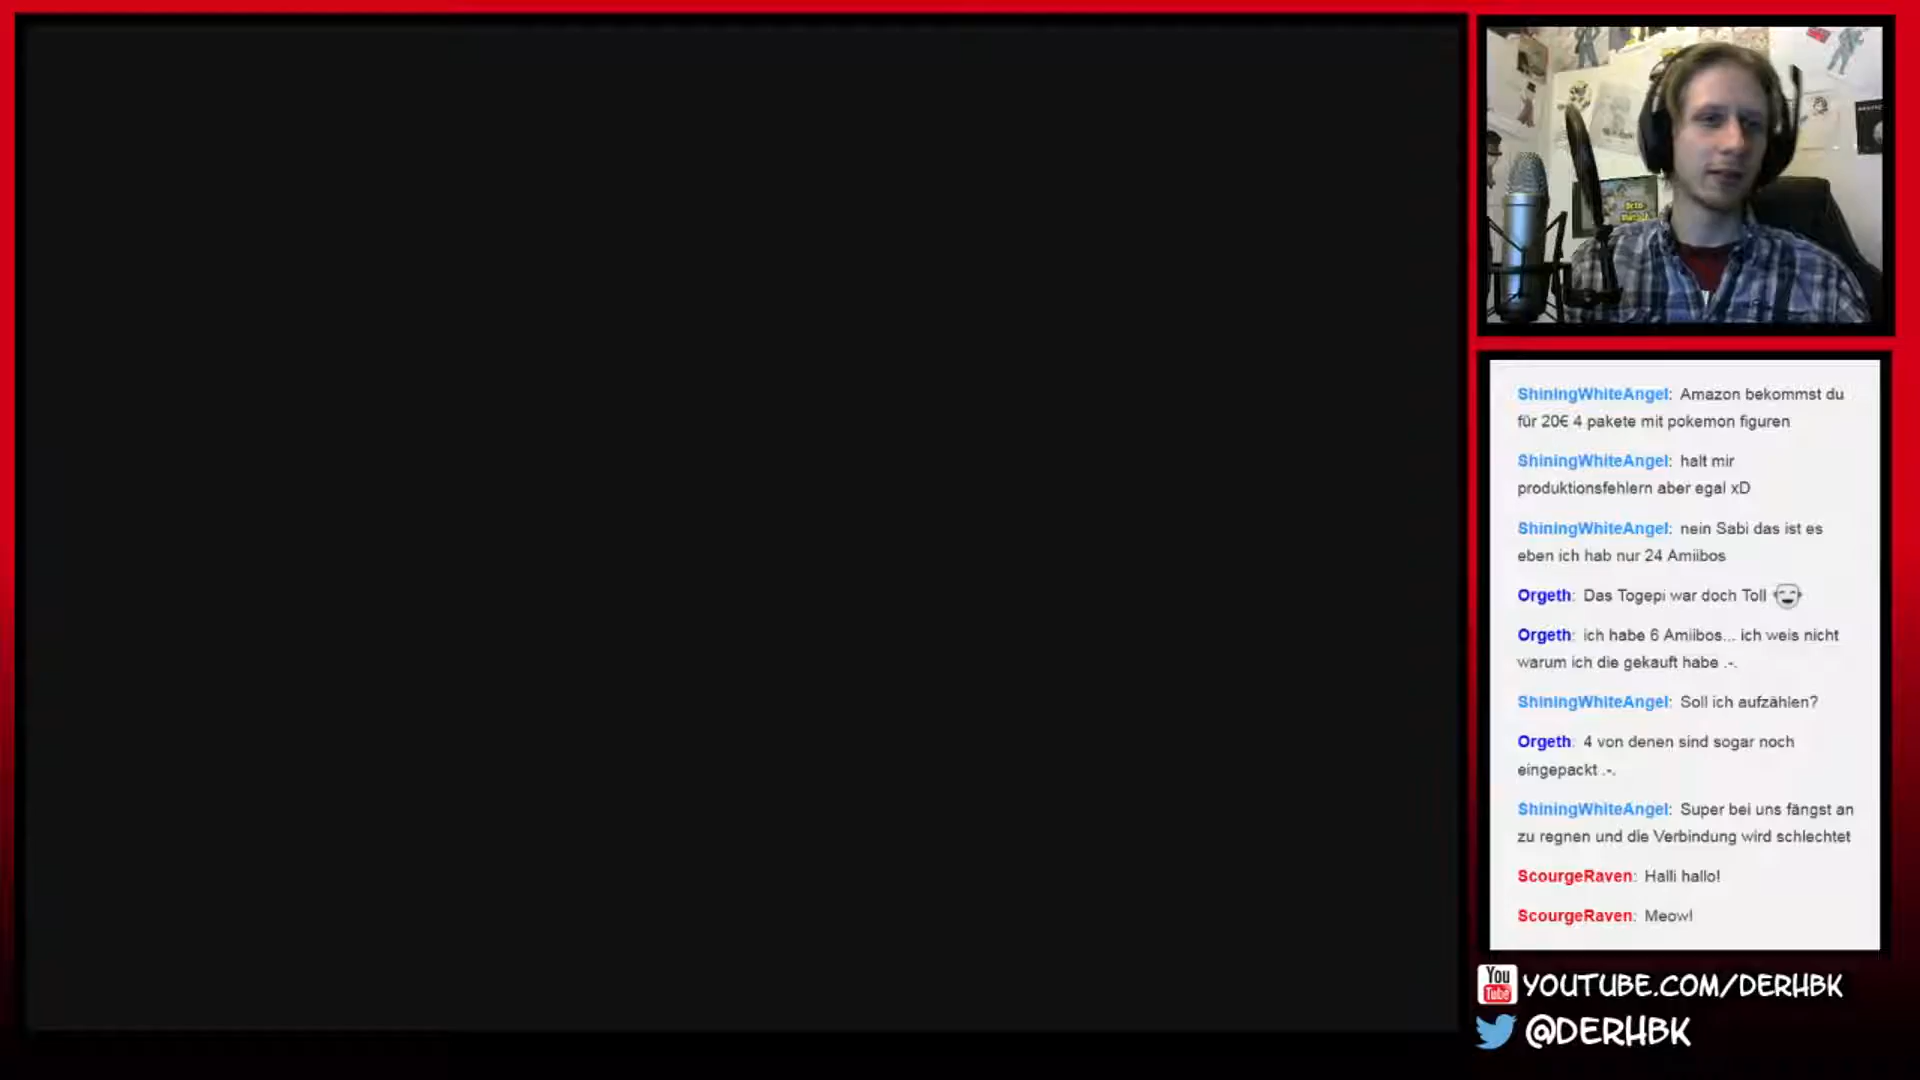 ShiningWhiteAngel: Amazon bekommst du
für 20€ 4 pakete mit pokemon figuren
ShiningWhiteAngel: halt mir
produktionsfehlern aber egal xD
ShiningWhiteAngel: nein Sabi das ist es
eben ich hab nur 24 Amiibos
Orgeth: Das Togepi war doch Toll
Orgeth: ich habe 6 Amiibos... ich weis nicht
warum ich die gekauft habe .-.
ShiningWhiteAngel: Soll ich aufzählen?
Orgeth: 4 von denen sind sogar noch
eingepackt .-.
ShiningWhiteAngel: Super bei uns fängst an
zu regnen und die Verbindung wird schlechtet
ScourgeRaven: Halli hallo!
ScourgeRaven: Meow!
You
Tube
YOUTUBE.COM/DERHBK
@DERHBK